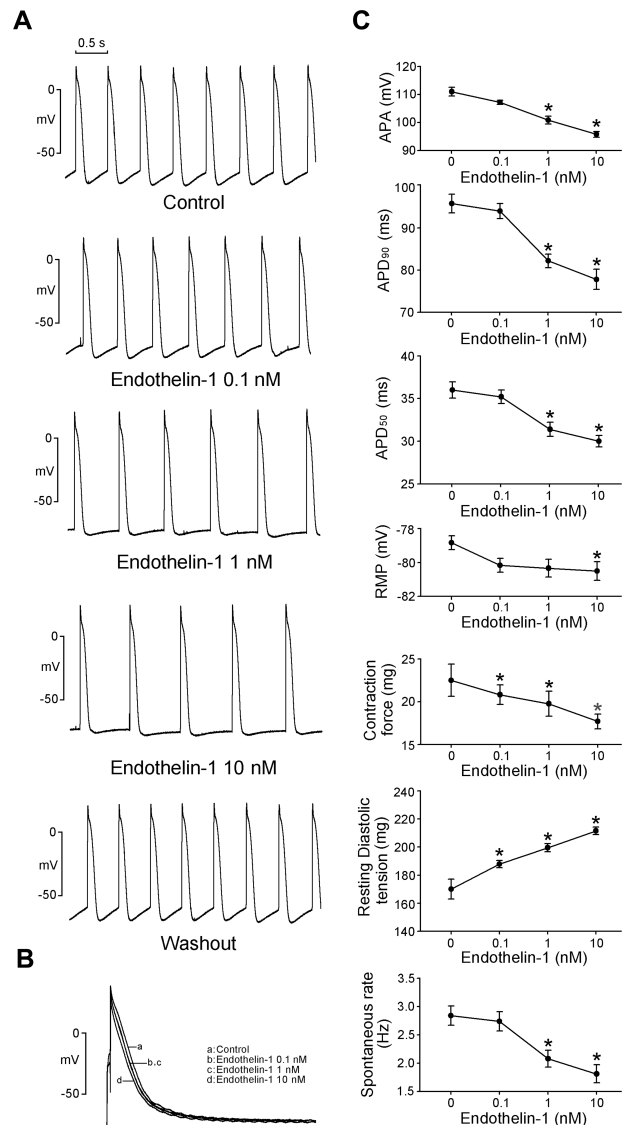 A
0.5 s
0
mV
-50
Control
0
mV
-50
Endothelin-1 0.1 nM
0
mV
-50
Endothelin-1 1 nM
0
mV
-50
Endothelin-1 10 nM
0
mV
-50
Washout
B
0
mV
-50
a
b.c
d
a:Control
b:Endothelin-1 0.1 nM
c:Endothelin-1 1 nM
d:Endothelin-1 10 nM
C
APA (mV)
120
110
100
90
* *
0 0.1 1 10
Endothelin-1 (nM)
APD90 (ms)
100
90
80
70
* *
0 0.1 1 10
Endothelin-1 (nM)
APD50 (ms)
40
35
30
25
* *
0 0.1 1 10
Endothelin-1 (nM)
RMP (mV)
-78
-80
-82
*
0 0.1 1 10
Endothelin-1 (nM)
Contraction
force (mg)
25
20
15
* * *
0 0.1 1 10
Endothelin-1 (nM)
Resting Diastolic
tension (mg)
240
220
200
180
160
140
* * *
0 0.1 1 10
Endothelin-1 (nM)
Spontaneous rate
(Hz)
3.5
3.0
2.5
2.0
1.5
* *
0 0.1 1 10
Endothelin-1 (nM)